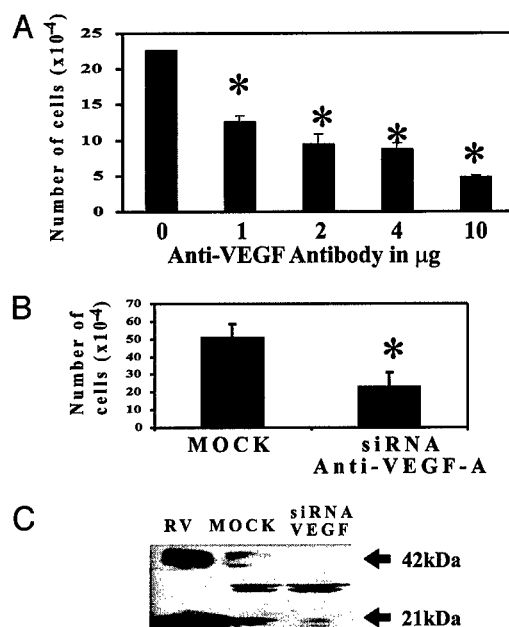 A
Number of cells (x10⁻⁴)
25
20
15
10
5
0
* * * *
0 1 2 4 10
Anti-VEGF Antibody in μg
B
Number of
cells (x10⁻⁴)
70
60
50
40
30
20
10
0
*
MOCK siRNA
Anti-VEGF-A
C
RV MOCK siRNA
VEGF
42kDa
21kDa